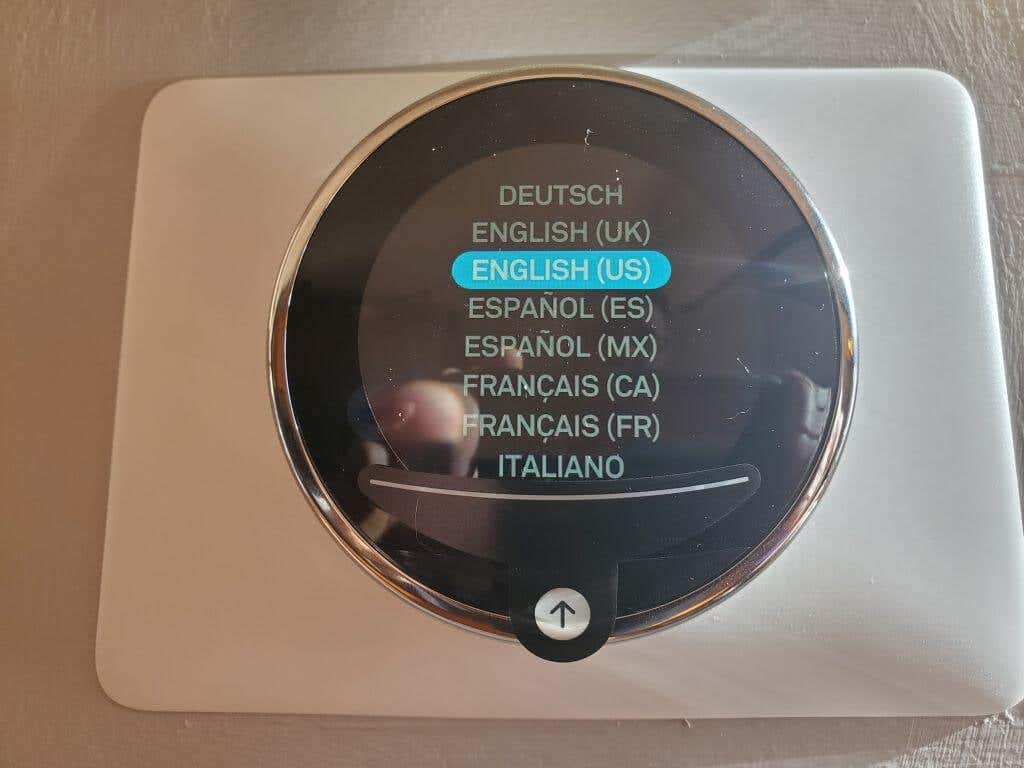 DEUTSCH
ENGLISH (UK)
ENGLISH (US)
ESPAÑOL (ES)
ESPAÑOL (MX)
FRANÇAIS (CA)
FRANÇAIS (FR)
ITALIANO